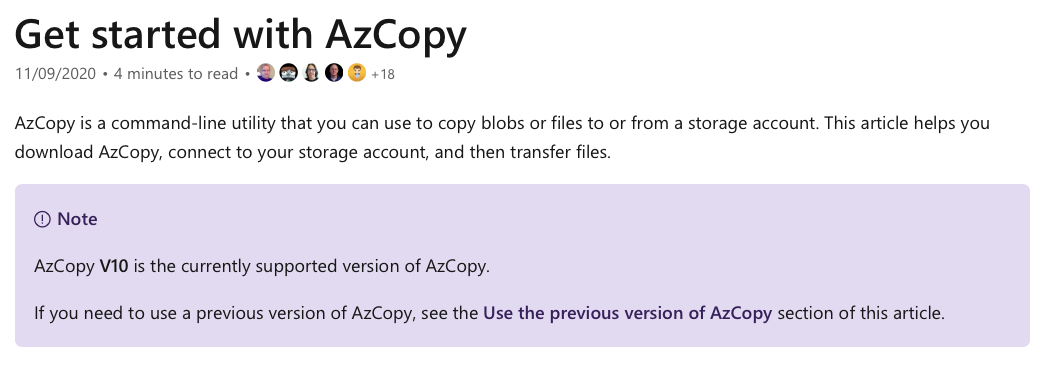 Get started with AzCopy
11/09/2020 • 4 minutes to read • +18
AzCopy is a command-line utility that you can use to copy blobs or files to or from a storage account. This article helps you
download AzCopy, connect to your storage account, and then transfer files.
Note
AzCopy V10 is the currently supported version of AzCopy.
If you need to use a previous version of AzCopy, see the Use the previous version of AzCopy section of this article.